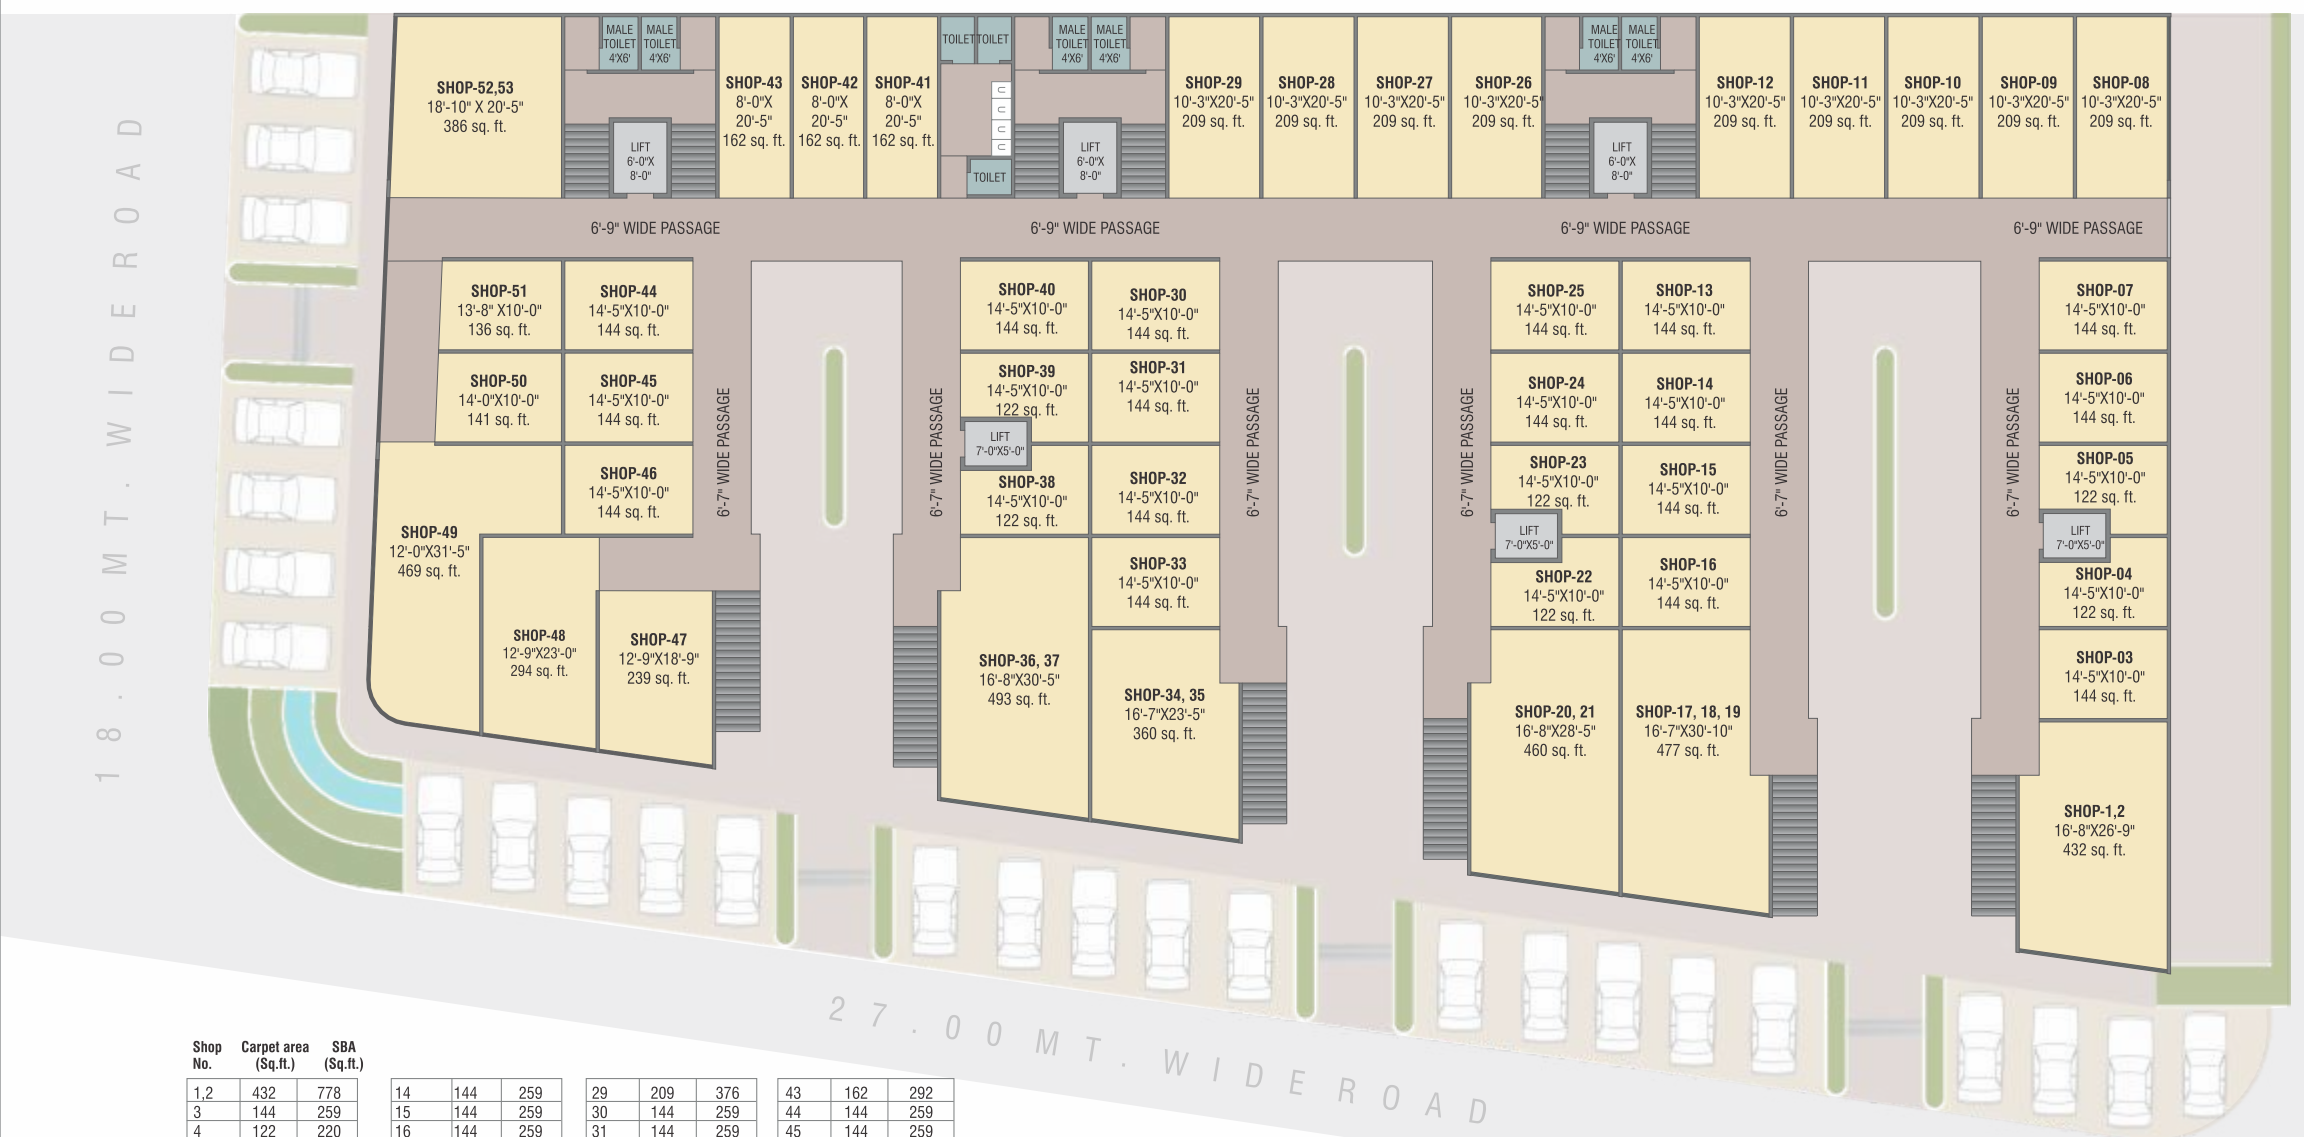 SHOP-52,53
18'-10" X 20'-5"
386 sq. ft.
MALE
TOILET
4'X6'
MALE
TOILET
4'X6'
LIFT
6'-0"X
8'-0"
SHOP-43
8'-0"X
20'-5"
162 sq. ft.
SHOP-42
8'-0"X
20'-5"
162 sq. ft.
SHOP-41
8'-0"X
20'-5"
162 sq. ft.
TOILET
TOILET
TOILET
MALE
TOILET
4'X6'
MALE
TOILET
4'X6'
LIFT
6'-0"X
8'-0"
SHOP-29
10'-3"X20'-5"
209 sq. ft.
SHOP-28
10'-3"X20'-5"
209 sq. ft.
SHOP-27
10'-3"X20'-5"
209 sq. ft.
SHOP-26
10'-3"X20'-5"
209 sq. ft.
MALE
TOILET
4'X6'
MALE
TOILET
4'X6'
LIFT
6'-0"X
8'-0"
SHOP-12
10'-3"X20'-5"
209 sq. ft.
SHOP-11
10'-3"X20'-5"
209 sq. ft.
SHOP-10
10'-3"X20'-5"
209 sq. ft.
SHOP-09
10'-3"X20'-5"
209 sq. ft.
SHOP-08
10'-3"X20'-5"
209 sq. ft.
6'-9" WIDE PASSAGE
6'-9" WIDE PASSAGE
6'-9" WIDE PASSAGE
6'-9" WIDE PASSAGE
18.00 MT. WIDE ROAD
SHOP-51
13'-8" X10'-0"
136 sq. ft.
SHOP-44
14'-5"X10'-0"
144 sq. ft.
SHOP-50
14'-0"X10'-0"
141 sq. ft.
SHOP-45
14'-5"X10'-0"
144 sq. ft.
SHOP-46
14'-5"X10'-0"
144 sq. ft.
SHOP-49
12'-0"X31'-5"
469 sq. ft.
SHOP-48
12'-9"X23'-0"
294 sq. ft.
SHOP-47
12'-9"X18'-9"
239 sq. ft.
6'-7" WIDE PASSAGE
6'-7" WIDE PASSAGE
SHOP-40
14'-5"X10'-0"
144 sq. ft.
SHOP-30
14'-5"X10'-0"
144 sq. ft.
SHOP-39
14'-5"X10'-0"
122 sq. ft.
SHOP-31
14'-5"X10'-0"
144 sq. ft.
LIFT
7'-0"X5'-0"
SHOP-38
14'-5"X10'-0"
122 sq. ft.
SHOP-32
14'-5"X10'-0"
144 sq. ft.
SHOP-33
14'-5"X10'-0"
144 sq. ft.
SHOP-36, 37
16'-8"X30'-5"
493 sq. ft.
SHOP-34, 35
16'-7"X23'-5"
360 sq. ft.
6'-7" WIDE PASSAGE
6'-7" WIDE PASSAGE
SHOP-25
14'-5"X10'-0"
144 sq. ft.
SHOP-13
14'-5"X10'-0"
144 sq. ft.
SHOP-24
14'-5"X10'-0"
144 sq. ft.
SHOP-14
14'-5"X10'-0"
144 sq. ft.
SHOP-23
14'-5"X10'-0"
122 sq. ft.
SHOP-15
14'-5"X10'-0"
144 sq. ft.
LIFT
7'-0"X5'-0"
SHOP-22
14'-5"X10'-0"
122 sq. ft.
SHOP-16
14'-5"X10'-0"
144 sq. ft.
SHOP-20, 21
16'-8"X28'-5"
460 sq. ft.
SHOP-17, 18, 19
16'-7"X30'-10"
477 sq. ft.
6'-7" WIDE PASSAGE
6'-7" WIDE PASSAGE
SHOP-07
14'-5"X10'-0"
144 sq. ft.
SHOP-06
14'-5"X10'-0"
144 sq. ft.
SHOP-05
14'-5"X10'-0"
122 sq. ft.
LIFT
7'-0"X5'-0"
SHOP-04
14'-5"X10'-0"
122 sq. ft.
SHOP-03
14'-5"X10'-0"
144 sq. ft.
SHOP-1,2
16'-8"X26'-9"
432 sq. ft.
27.00 MT. WIDE ROAD
Shop No. Carpet area (Sq.ft.) SBA (Sq.ft.)
1,2 432 778
3 144 259
4 122 220
14 144 259
15 144 259
16 144 259
29 209 376
30 144 259
31 144 259
43 162 292
44 144 259
45 144 259